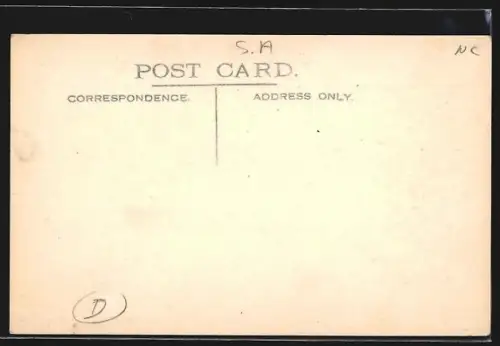 S.A NC
POST CARD.
CORRESPONDENCE. ADDRESS ONLY.
D